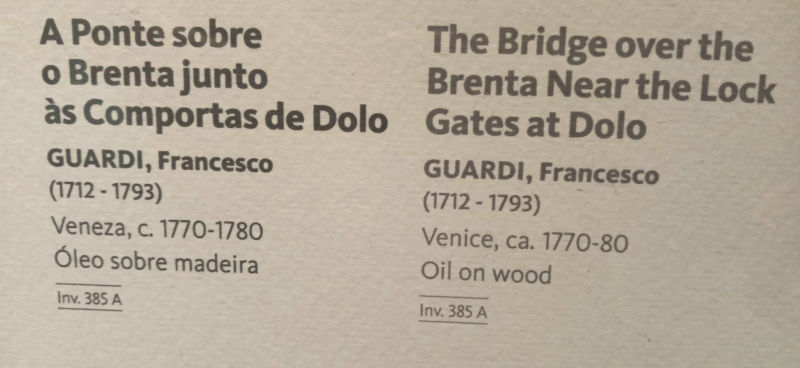 A Ponte sobre
o Brenta junto
às Comportas de Dolo
GUARDI, Francesco
(1712 - 1793)
Veneza, c. 1770-1780
Óleo sobre madeira
Inv. 385 A
The Bridge over the
Brenta Near the Lock
Gates at Dolo
GUARDI, Francesco
(1712 - 1793)
Venice, ca. 1770-80
Oil on wood
Inv. 385 A